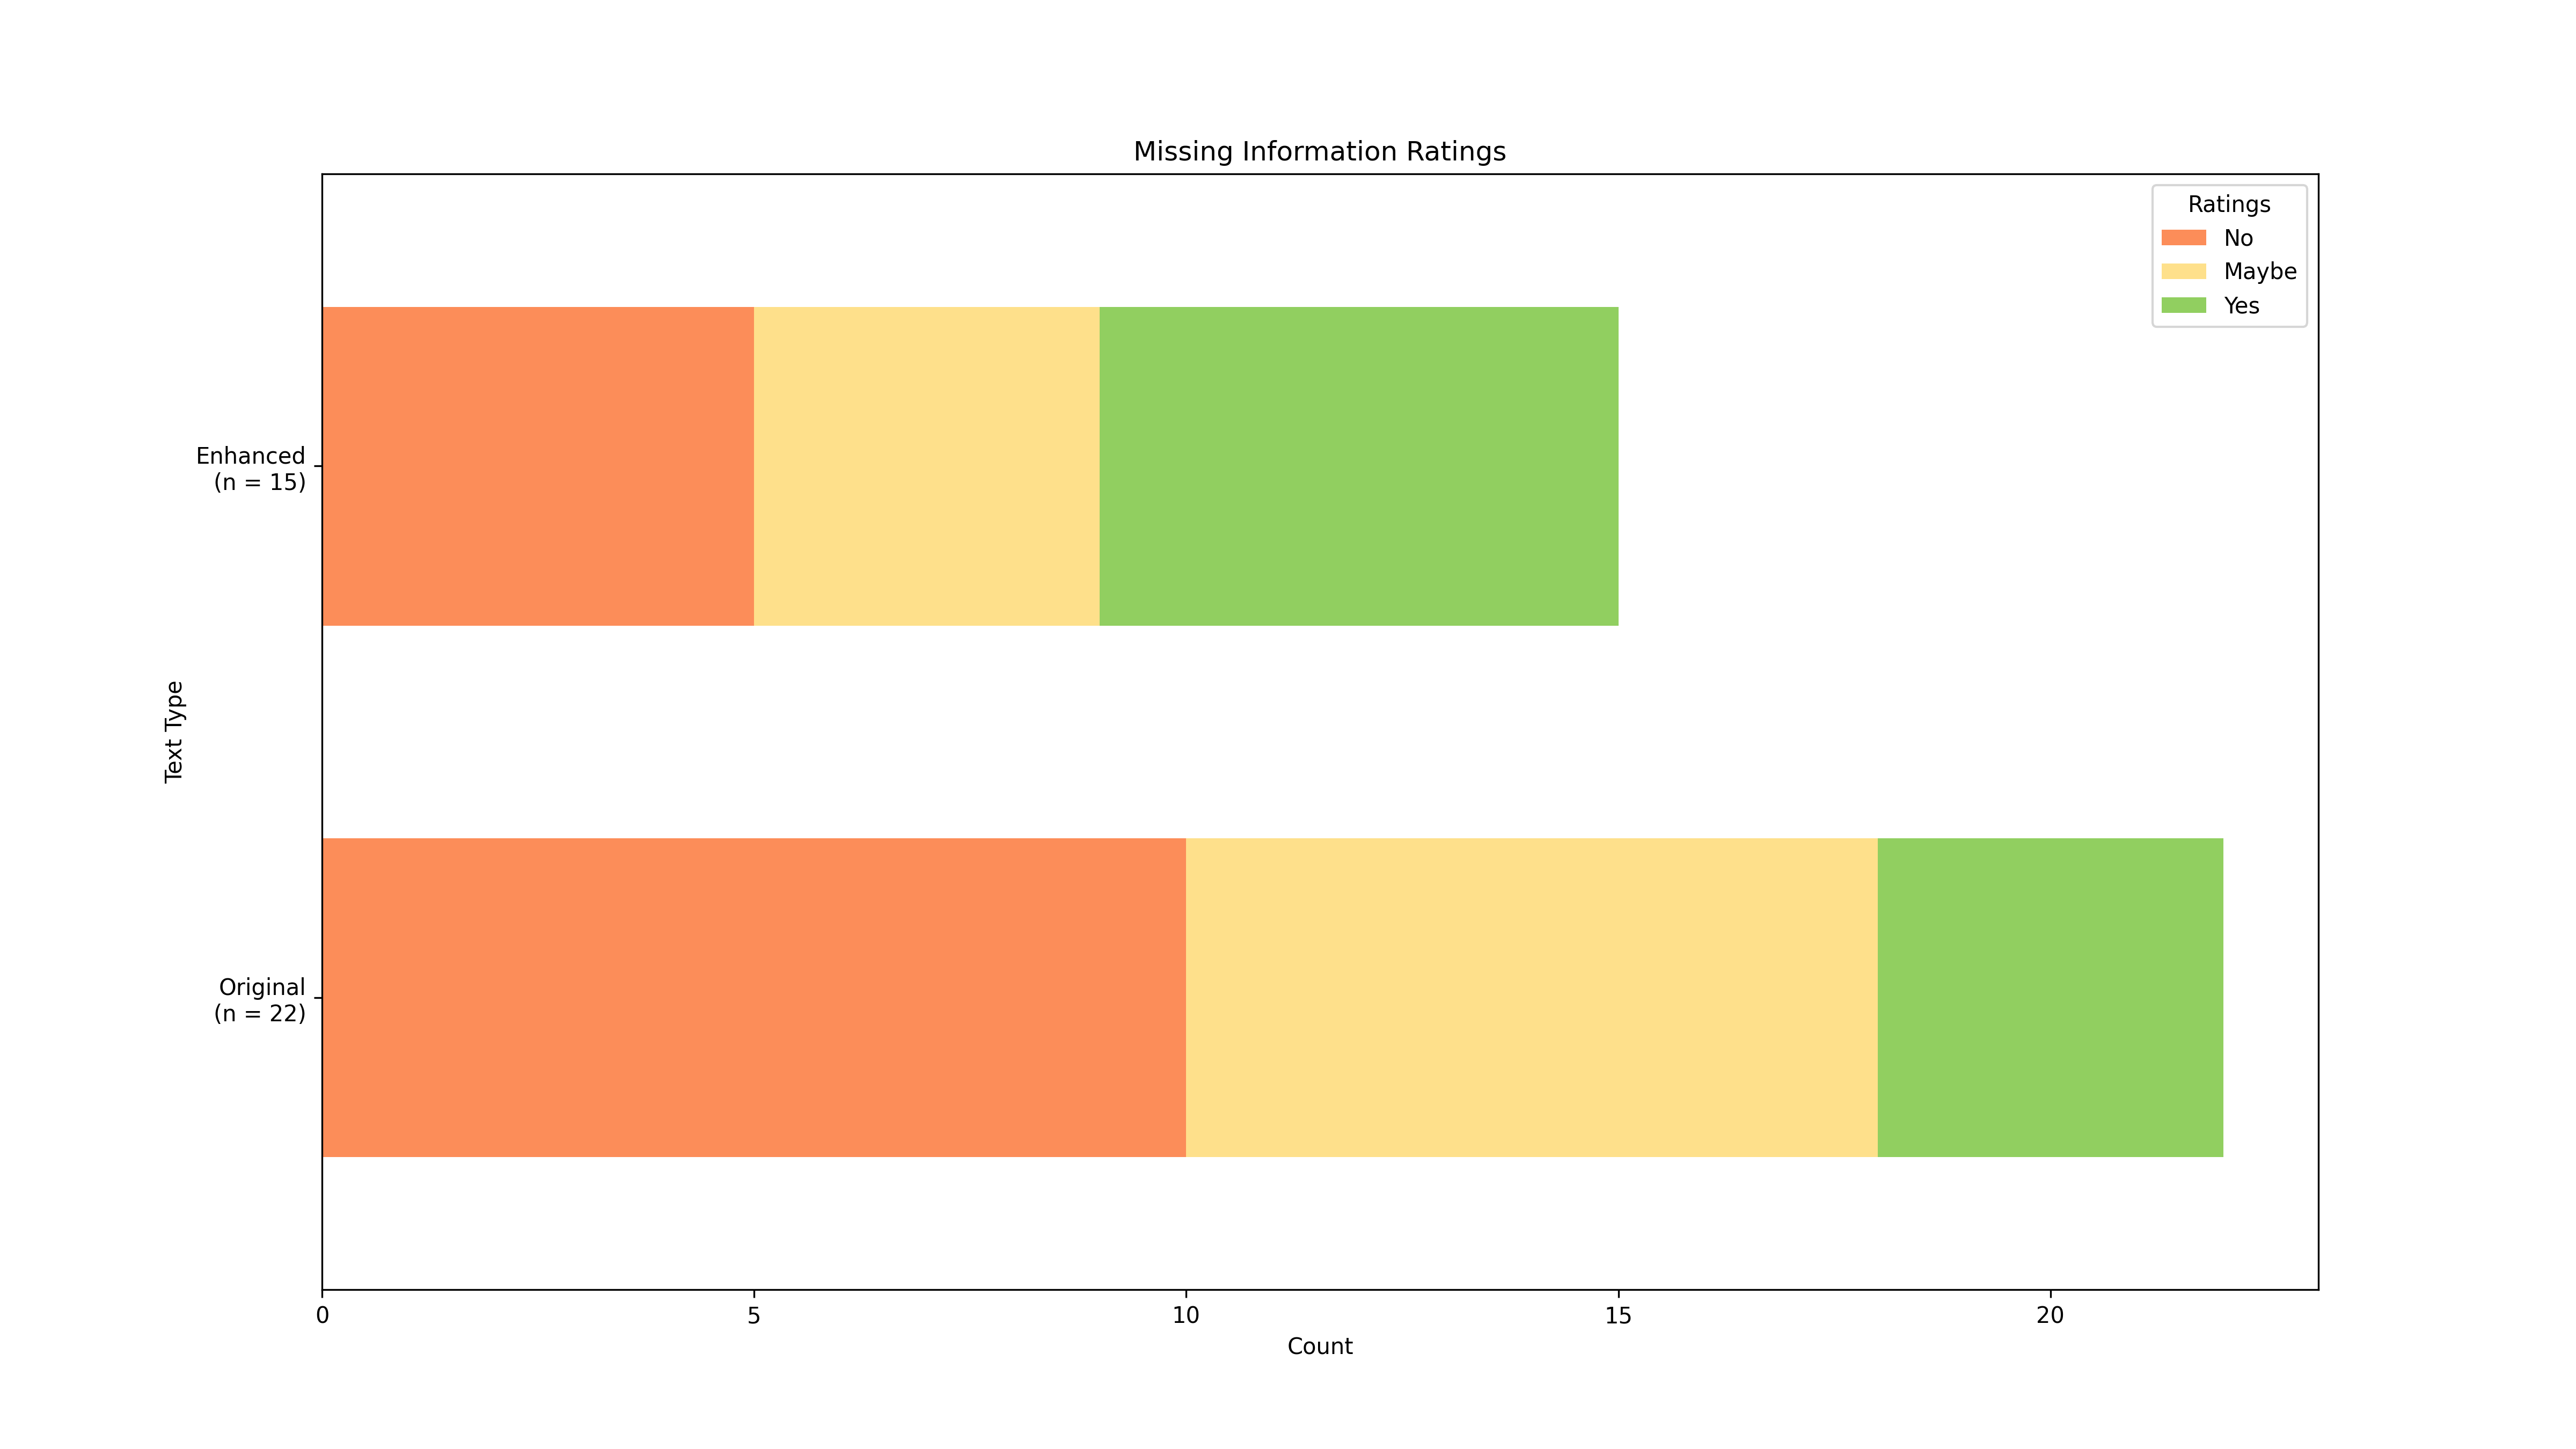 Missing Information Ratings
Ratings
No
Maybe
Yes
Enhanced
(n = 15)
Text Type
Original
(n = 22)
0
5
10
15
20
Count